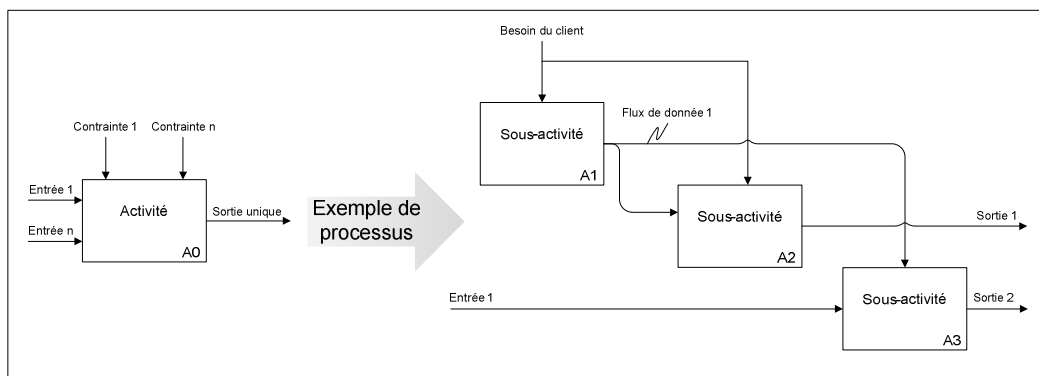 Contrainte 1
Contrainte n
Entrée 1
Entrée n
Activité
A0
Sortie unique
Exemple de
processus
Besoin du client
Sous-activité
A1
Flux de donnée 1
Sous-activité
A2
Sortie 1
Entrée 1
Sous-activité
A3
Sortie 2